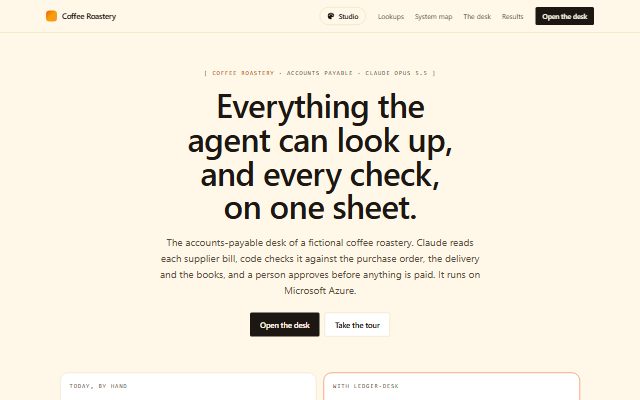 Coffee Roastery
Studio
Lookups
System map
The desk
Results
Open the desk
[ COFFEE ROASTERY · ACCOUNTS PAYABLE · CLAUDE OPUS 5.5 ]
Everything the
agent can look up,
and every check,
on one sheet.
The accounts-payable desk of a fictional coffee roastery. Claude reads
each supplier bill, code checks it against the purchase order, the delivery
and the books, and a person approves before anything is paid. It runs on
Microsoft Azure.
Open the desk
Take the tour
TODAY, BY HAND
WITH LEDGER-DESK